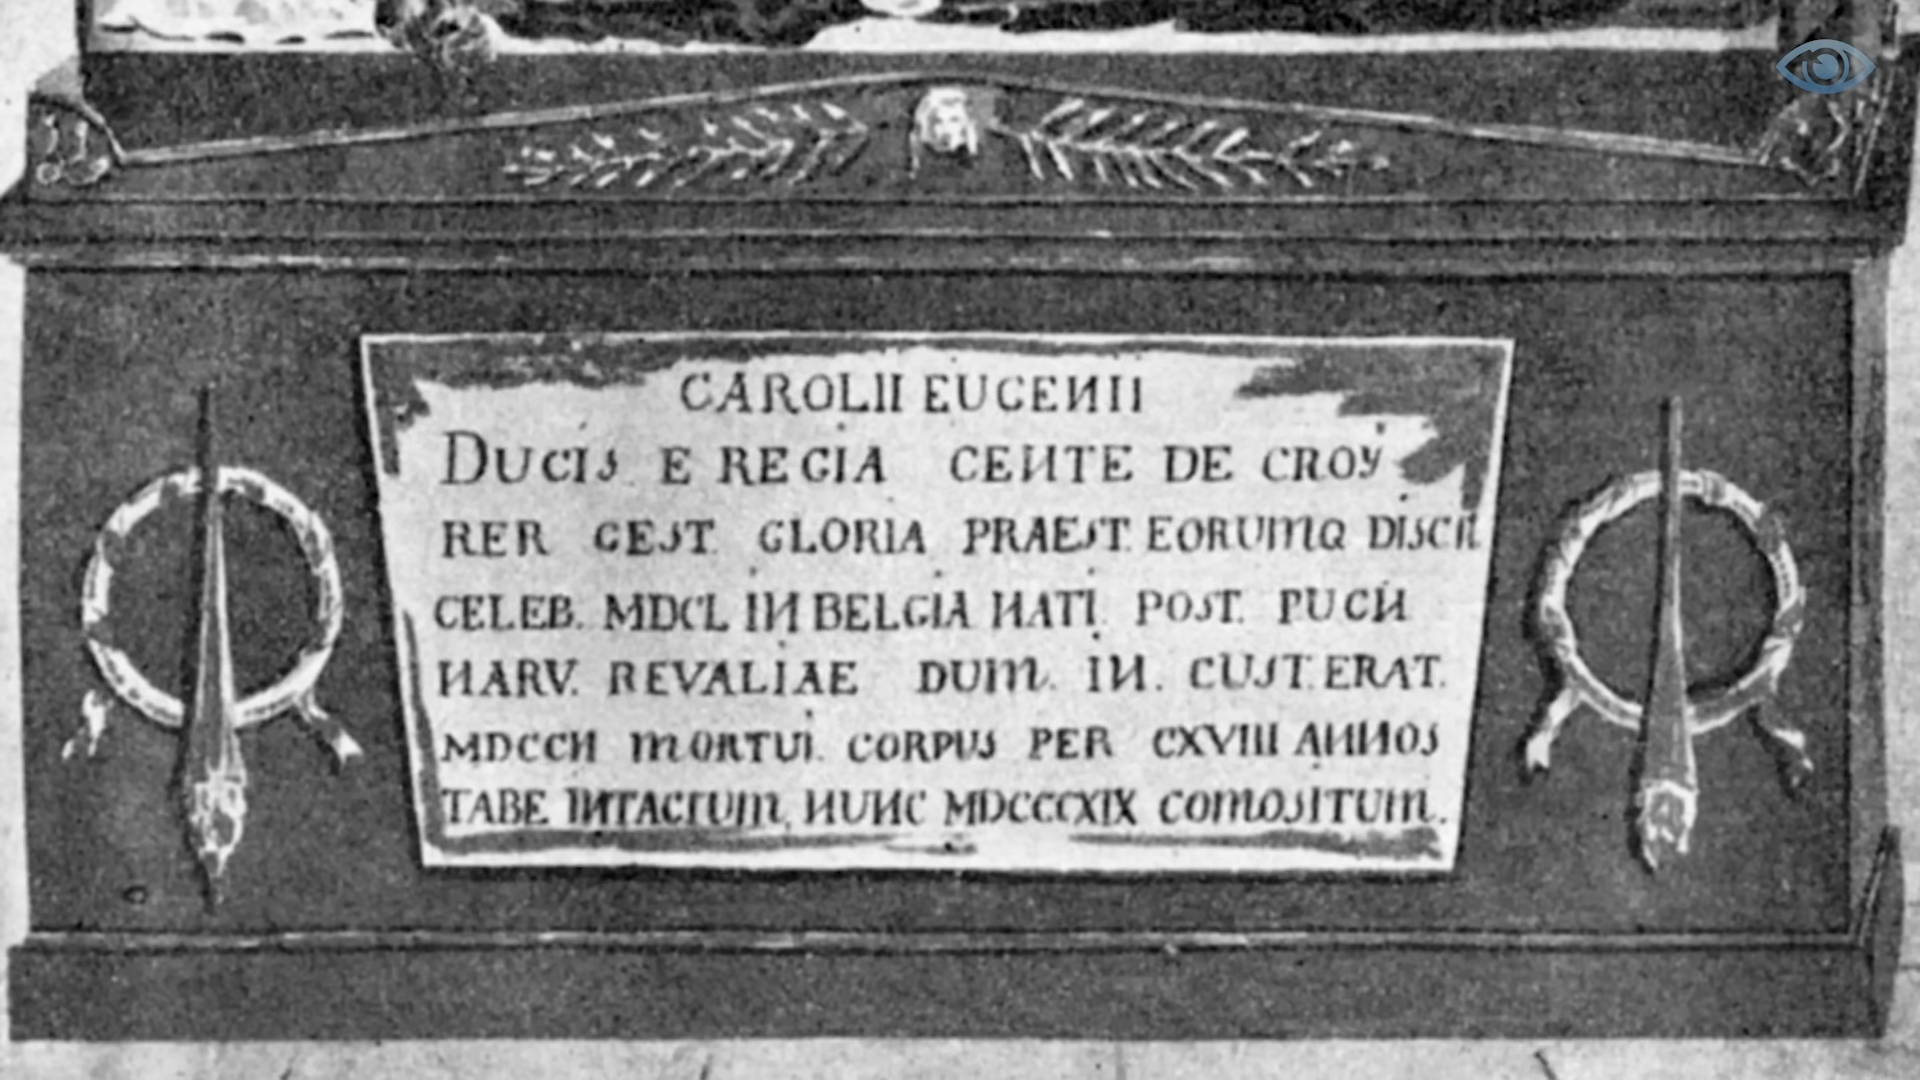 CAROLII EUGENII
DUCIS E REGIA GENTE DE CROY
RER GEST. GLORIA PRAEST. EORUMQ DISCR
CELEB. MDCL IN BELGIA NATI. POST. PUGN
NARV. REVALIAE DUM. IN. CUST. ERAT.
MDCCII MORTUI. CORPUS PER CXVIII ANNOS
TABE INTACTUM, NUNC MDCCCXIX COMOSITUM.